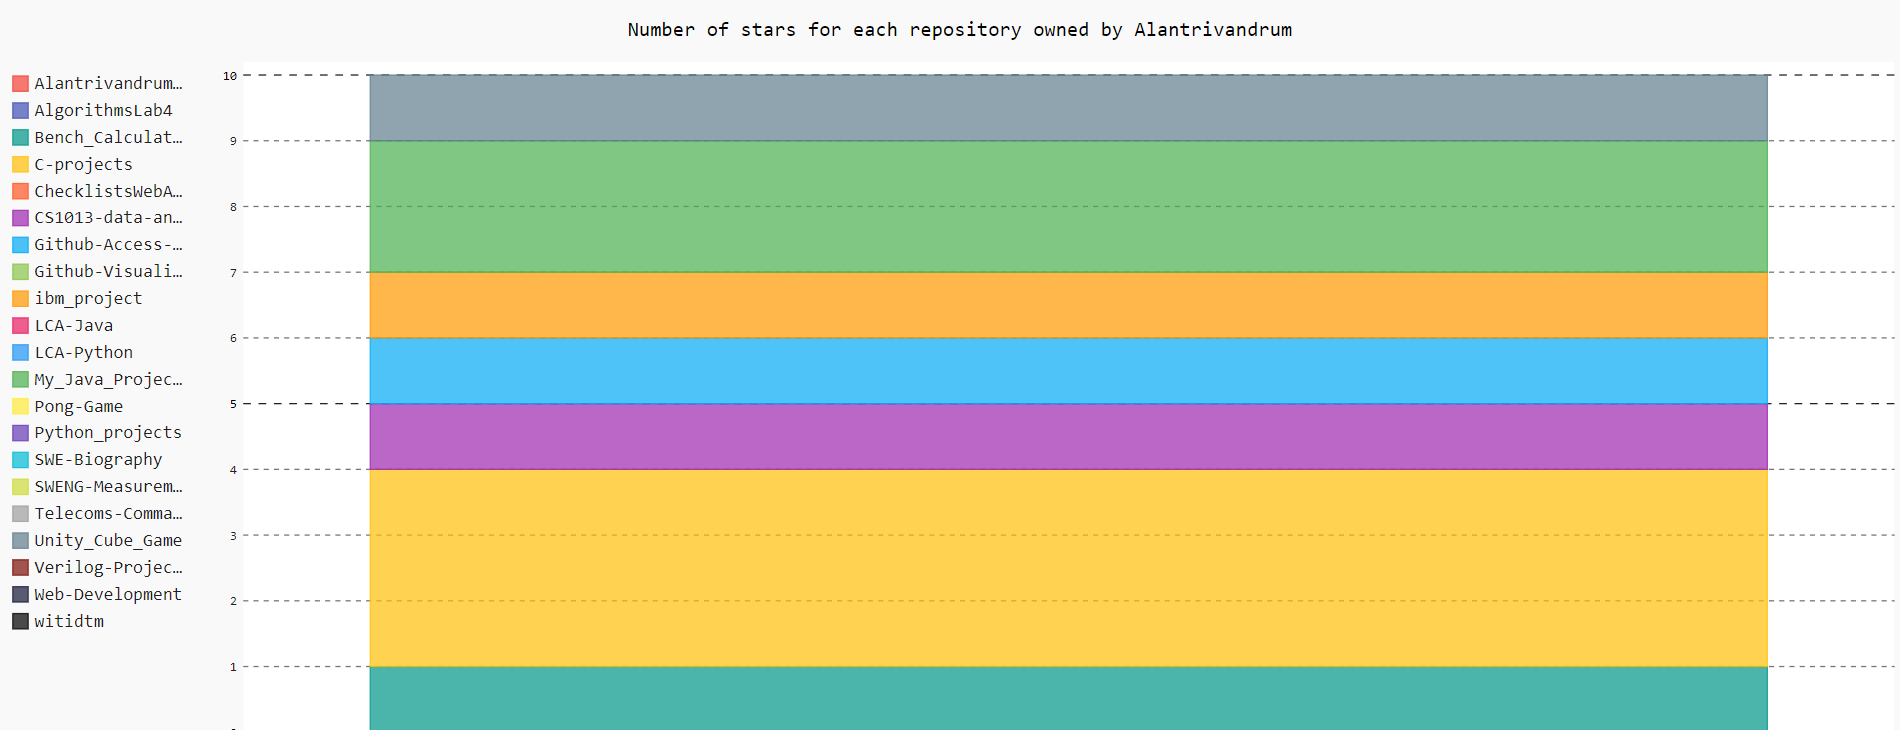 Number of stars for each repository owned by Alantrivandrum
Alantrivandrum…
AlgorithmsLab4
Bench_Calculat…
C-projects
ChecklistsWebA…
CS1013-data-an…
Github-Access-…
Github-Visuali…
ibm_project
LCA-Java
LCA-Python
My_Java_Projec…
Pong-Game
Python_projects
SWE-Biography
SWENG-Measurem…
Telecoms-Comma…
Unity_Cube_Game
Verilog-Projec…
Web-Development
witidtm
10
9
8
7
6
5
4
3
2
1